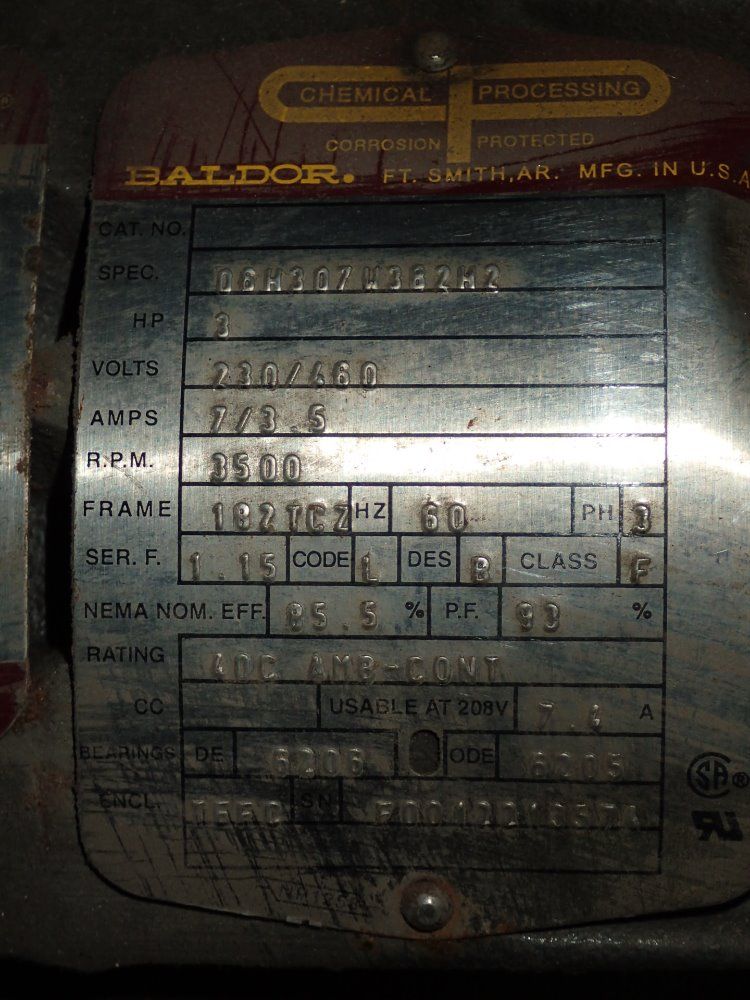 CHEMICAL PROCESSING
CORROSION PROTECTED
BALDOR. FT. SMITH, AR. MFG. IN U.S.A
CAT. NO.
SPEC. 06H307W382H2
HP 3
VOLTS 230/460
AMPS 7/3.5
R.P.M. 3500
FRAME 182TCZ HZ 60 PH 3
SER. F. 1.15 CODE L DES B CLASS F
NEMA NOM. EFF. 85.5 % P.F. 93 %
RATING 40C AMB-CONT
CC USABLE AT 208V 7.4 A
BEARINGS DE 6206 ODE 6205
ENCL. TEFC SN
SA ®